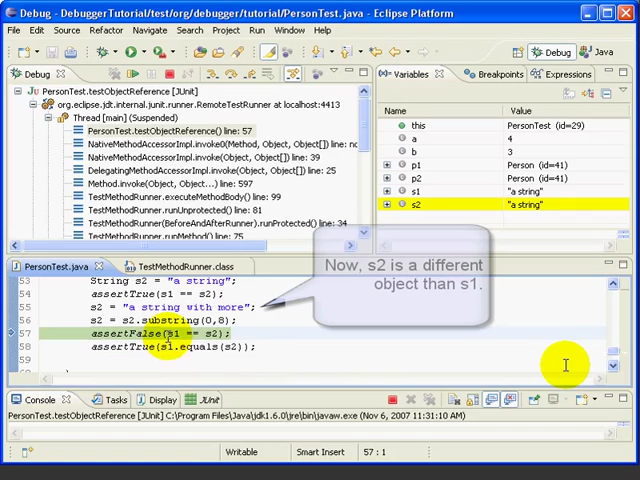 Debug - DebuggerTutorial/test/org/debugger/tutorial/PersonTest.java - Eclipse Platform
File Edit Source Refactor Navigate Search Project Run Window Help
Debug Java
Debug
PersonTest.testObjectReference [JUnit]
org.eclipse.jdt.internal.junit.runner.RemoteTestRunner at localhost:4413
Thread [main] (Suspended)
PersonTest.testObjectReference() line: 57
NativeMethodAccessorImpl.invoke0(Method, Object, Object[]) line: no
NativeMethodAccessorImpl.invoke(Object, Object[]) line: 39
DelegatingMethodAccessorImpl.invoke(Object, Object[]) line: 25
Method.invoke(Object, Object...) line: 597
TestMethodRunner.executeMethodBody() line: 99
TestMethodRunner.runUnprotected() line: 81
TestMethodRunner(BeforeAndAfterRunner).runProtected() line: 34
TestMethodRunner.runMethod() line: 75
Variables Breakpoints Expressions
Name Value
this PersonTest (id=29)
a 4
b 3
p1 Person (id=41)
p2 Person (id=41)
s1 "a string"
s2 "a string"
PersonTest.java TestMethodRunner.class
53 String s2 = "a string";
54 assertTrue(s1 == s2);
55 s2 = "a string with more";
56 s2 = s2.substring(0,8);
57 assertFalse(s1 == s2);
58 assertTrue(s1.equals(s2));
59
60 }
Now, s2 is a different
object than s1.
Console Tasks Display JUnit
PersonTest.testObjectReference [JUnit] C:\Program Files\Java\jdk1.6.0\jre\bin\javaw.exe (Nov 6, 2007 11:31:10 AM)
Writable Smart Insert 57 : 1